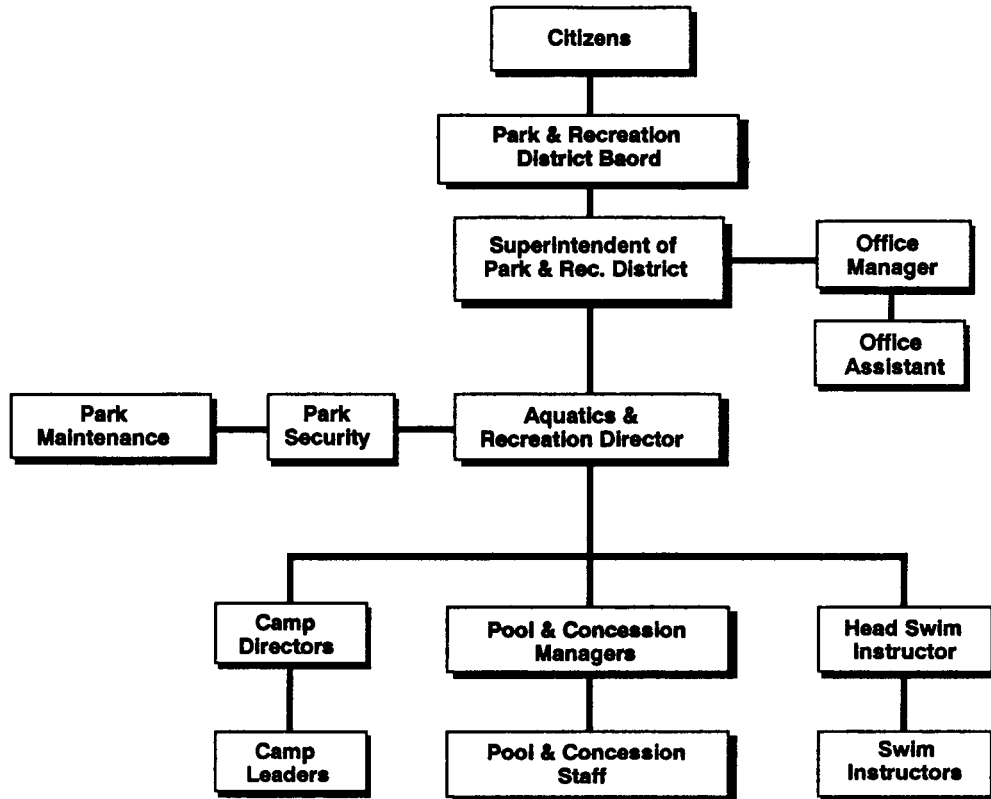 Citizens
Park & Recreation
District Baord
Superintendent of
Park & Rec. District
Office
Manager
Office
Assistant
Park
Maintenance
Park
Security
Aquatics &
Recreation Director
Camp
Directors
Pool & Concession
Managers
Head Swim
Instructor
Camp
Leaders
Pool & Concession
Staff
Swim
Instructors